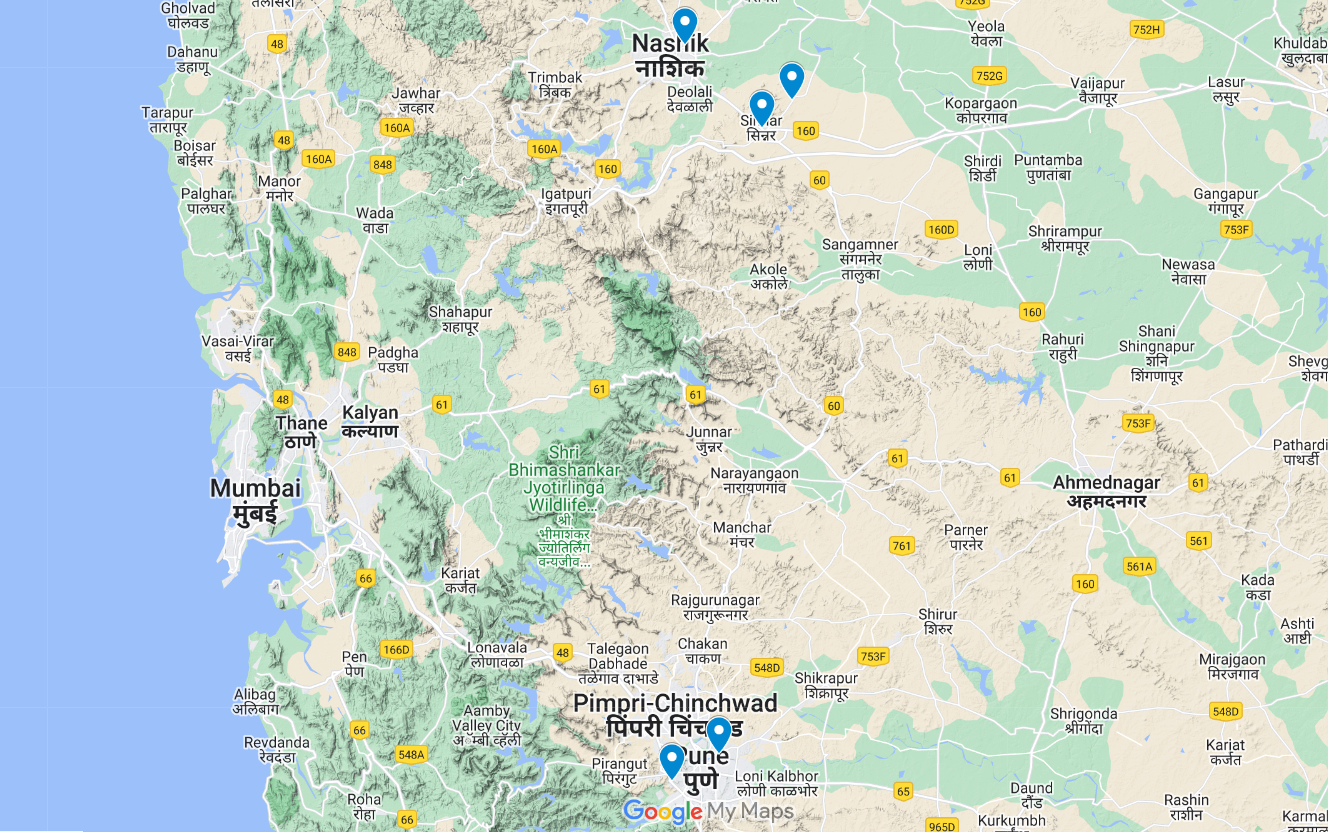 तलासरी
Gholvad
घोलवड
752G
Yeola
येवला
752H
Khuldab
खुलदाबा
Nashik
नाशिक
48
Dahanu
डहाणू
Trimbak
त्रिंबक
Deolali
देवळाली
752G
Vaijapur
वैजापूर
Lasur
लसुर
Jawhar
जव्हार
Kopargaon
कोपरगाव
Tarapur
तारापूर
160A
Sinnar
सिन्नर
160
Boisar
बोईसर
48
160A
848
160A
160
Shirdi
शिर्डी
Puntamba
पुणतांबा
Manor
मनोर
60
Palghar
पालघर
Igatpuri
इगतपूरी
Gangapur
गंगापूर
Wada
वाडा
753F
160D
Shrirampur
श्रीरामपूर
Sangamner
संगमनेर
तालुका
Loni
लोणी
Akole
अकोले
Newasa
नेवासा
Shahapur
शहापूर
160
Vasai-Virar
वसई
848
Padgha
पडघा
Rahuri
राहुरी
Shani
Shingnapur
शनि
शिंगणापूर
Shevg
शेवग
48
61
61
61
60
Thane
ठाणे
Kalyan
कल्याण
753F
Junnar
जुन्नर
Pathardi
पाथर्डी
61
Shri
Bhimashankar
Jyotirlinga
Wildlife...
श्री
भीमाशंकर
ज्योतिर्लिंग
वन्यजीव...
Narayangaon
नारायणगांव
61
Ahmednagar
अहमदनगर
61
Mumbai
मुंबई
Manchar
मंचर
Parner
पारनेर
761
561
561A
66
Karjat
कर्जत
160
Kada
कडा
Rajgurunagar
राजगुरूनगर
Shirur
शिरुर
Ashti
आष्टी
166D
Lonavala
लोणावळा
48
Talegaon
Dabhade
तळेगाव दाभाडे
Chakan
चाकण
753F
548D
Pen
पेण
Mirajgaon
मिरजगाव
Shikrapur
शिक्रापूर
Alibag
अलिबाग
Pimpri-Chinchwad
Aamby
Valley City
अॅम्बी व्हॅली
548D
Shrigonda
श्रीगोंदा
66
Revdanda
रेवदंडा
548A
Karjat
कर्जत
Pune
पुणे
Pirangut
पिरंगुट
Loni Kalbhor
लोणी काळभोर
65
Daund
दौंड
Roha
रोहा
66
Rashin
राशीन
Google My Maps
965D
Kurkumbh
Karmal